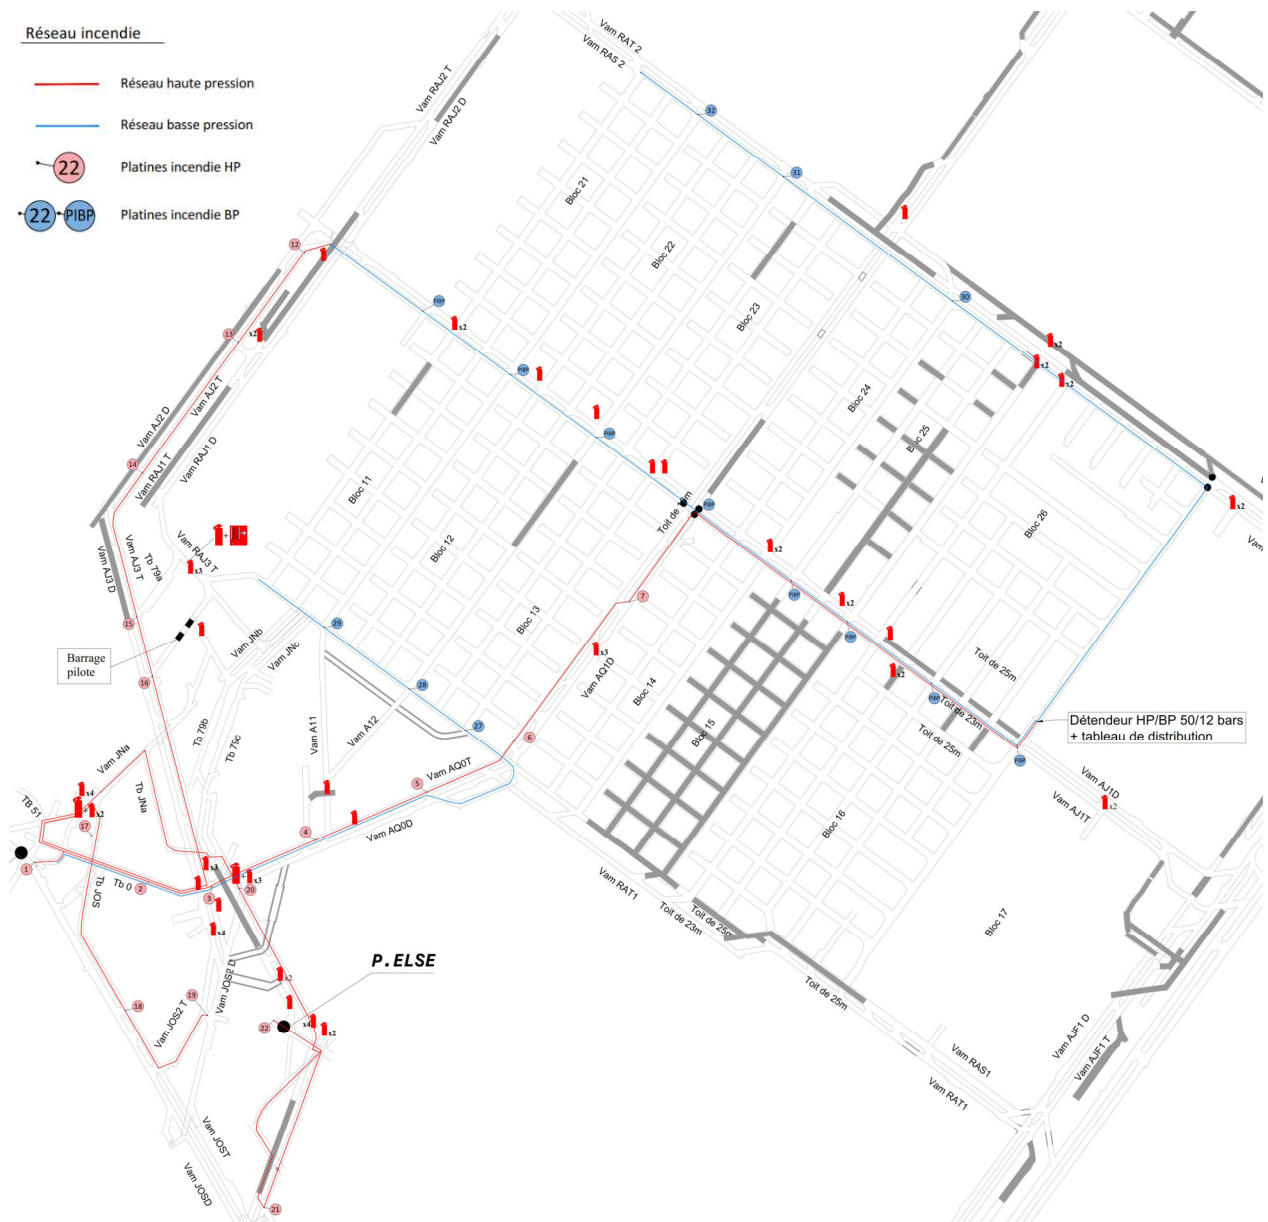 Réseau incendie
Réseau haute pression
Réseau basse pression
22
Platines incendie HP
22
PIBP
Platines incendie BP
Vam RAT 2
Vam RAS 2
Vam RAJ2 T
Vam RAJ2 D
32
31
30
Bloc 21
Bloc 22
Bloc 23
Bloc 24
Bloc 25
Bloc 26
12
13
x2
14
Vam AJ2 D
Vam AJ2 T
Vam RAJ1 T
Vam RAJ1 D
PIBP
x2
PIBP
PIBP
x2
x2
x2
x2
Vam
Bloc 11
Bloc 12
Bloc 13
Bloc 14
Bloc 15
Bloc 16
Bloc 17
PIBP
x2
PIBP
x2
PIBP
x2
PIBP
PIBP
Toit de 25m
Toit de 23m
Toit de 25m
Détendeur HP/BP 50/12 bars
+ tableau de distribution
Vam AJ1D
Vam AJ1T
x2
Vam AJ3 D
Vam AJ3 T
Tb 79a
Vam RAJ3 T
+
x3
15
16
Barrage
pilote
Vam JNb
Vam JNc
Tb 79b
Tb 79c
Vam A11
Vam A12
29
28
27
7
x3
Vam AQ1D
6
5
Vam AQ0T
Vam AQ0D
4
Vam JNa
Tb JNa
TB 51
x4
+
x2
17
1
2
Tb 0
Tb JOS
3
x3
+
x3
20
x4
Vam JOS2 D
Vam JOS2 T
18
19
x2
22
x4
x2
P.ELSE
21
Vam JOST
Vam JOSD
Vam RAT1
Toit de 23m
Toit de 25m
Toit de 25m
Vam RAS1
Vam RAT1
Vam AJF1 D
Vam AJF1 T